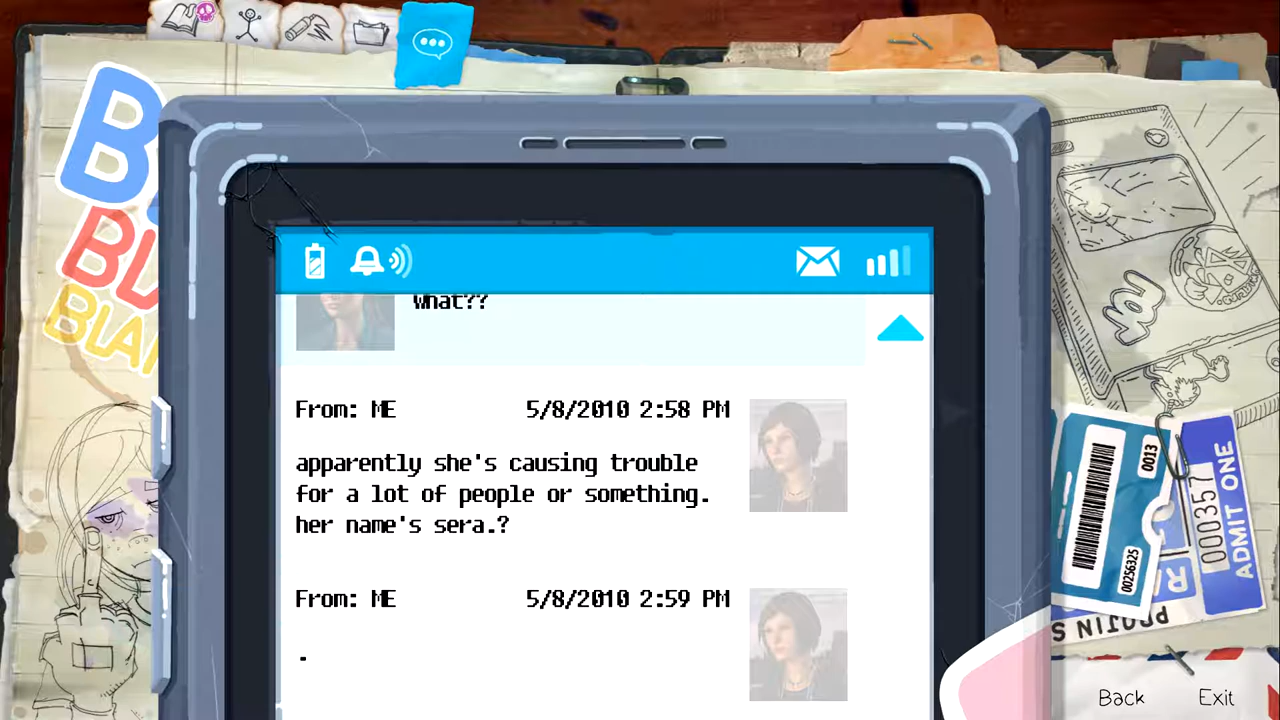 What??
From: ME 5/8/2010 2:58 PM
apparently she's causing trouble
for a lot of people or something.
her name's sera.?
From: ME 5/8/2010 2:59 PM
.
0013
00256325
000357
ADMIT ONE
Back
Exit